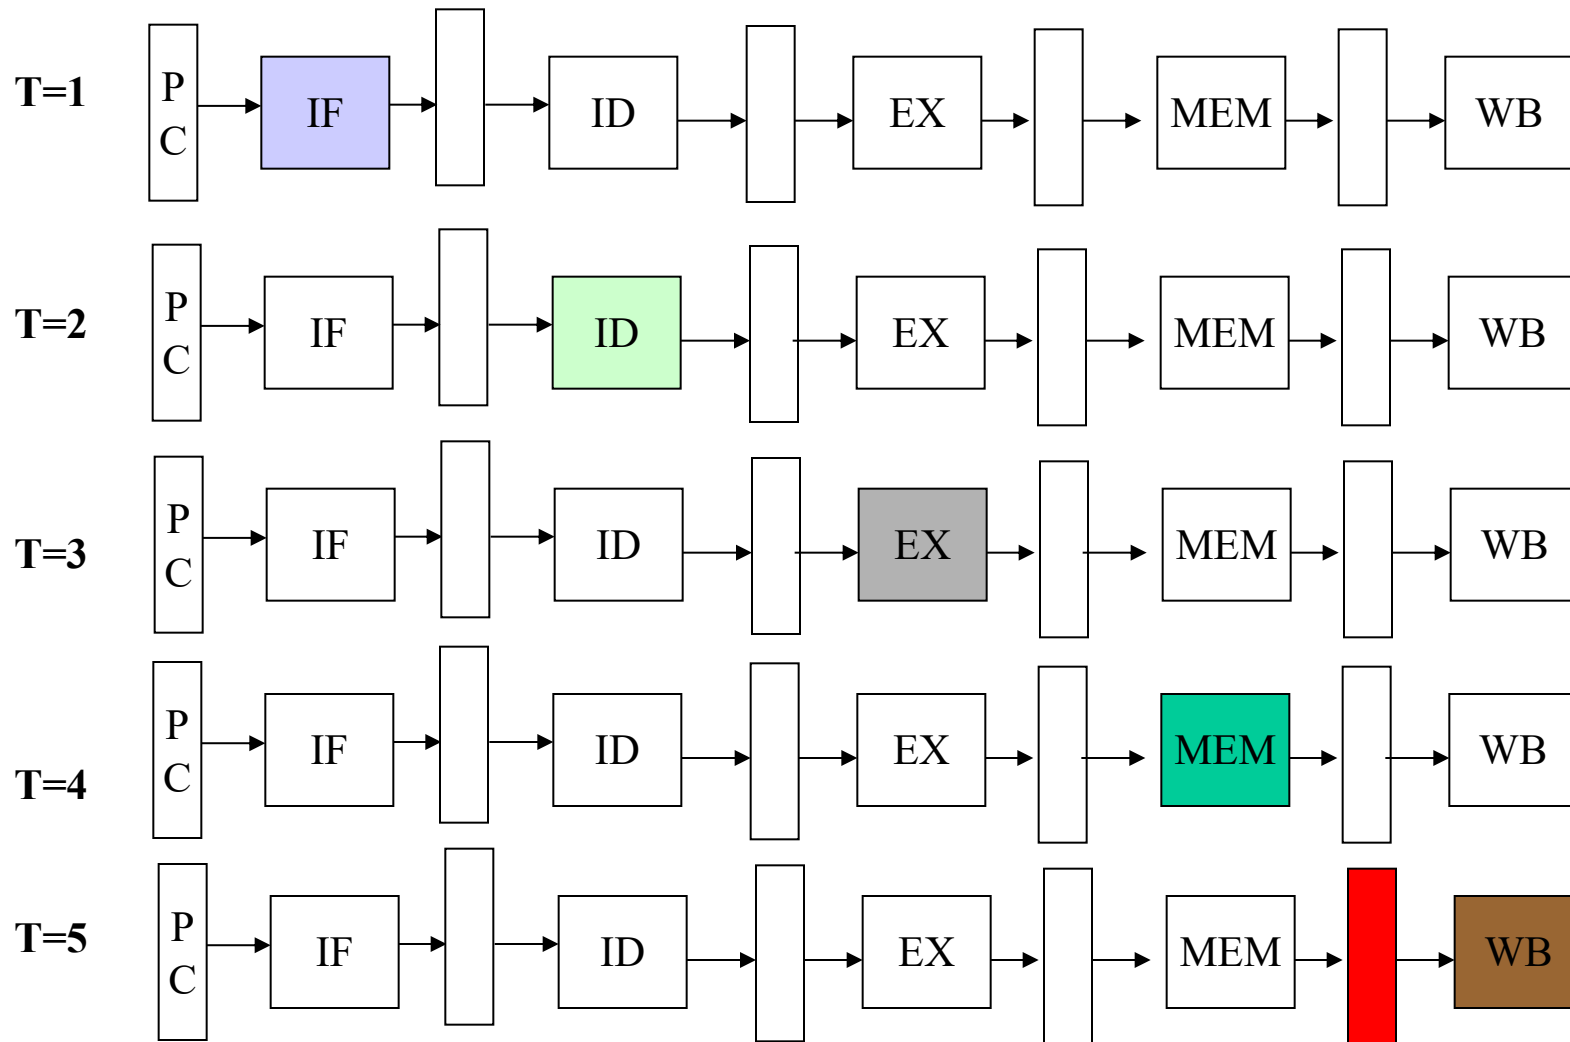 T=1 P C IF ID EX MEM WB
T=2 P C IF ID EX MEM WB
T=3 P C IF ID EX MEM WB
T=4 P C IF ID EX MEM WB
T=5 P C IF ID EX MEM WB